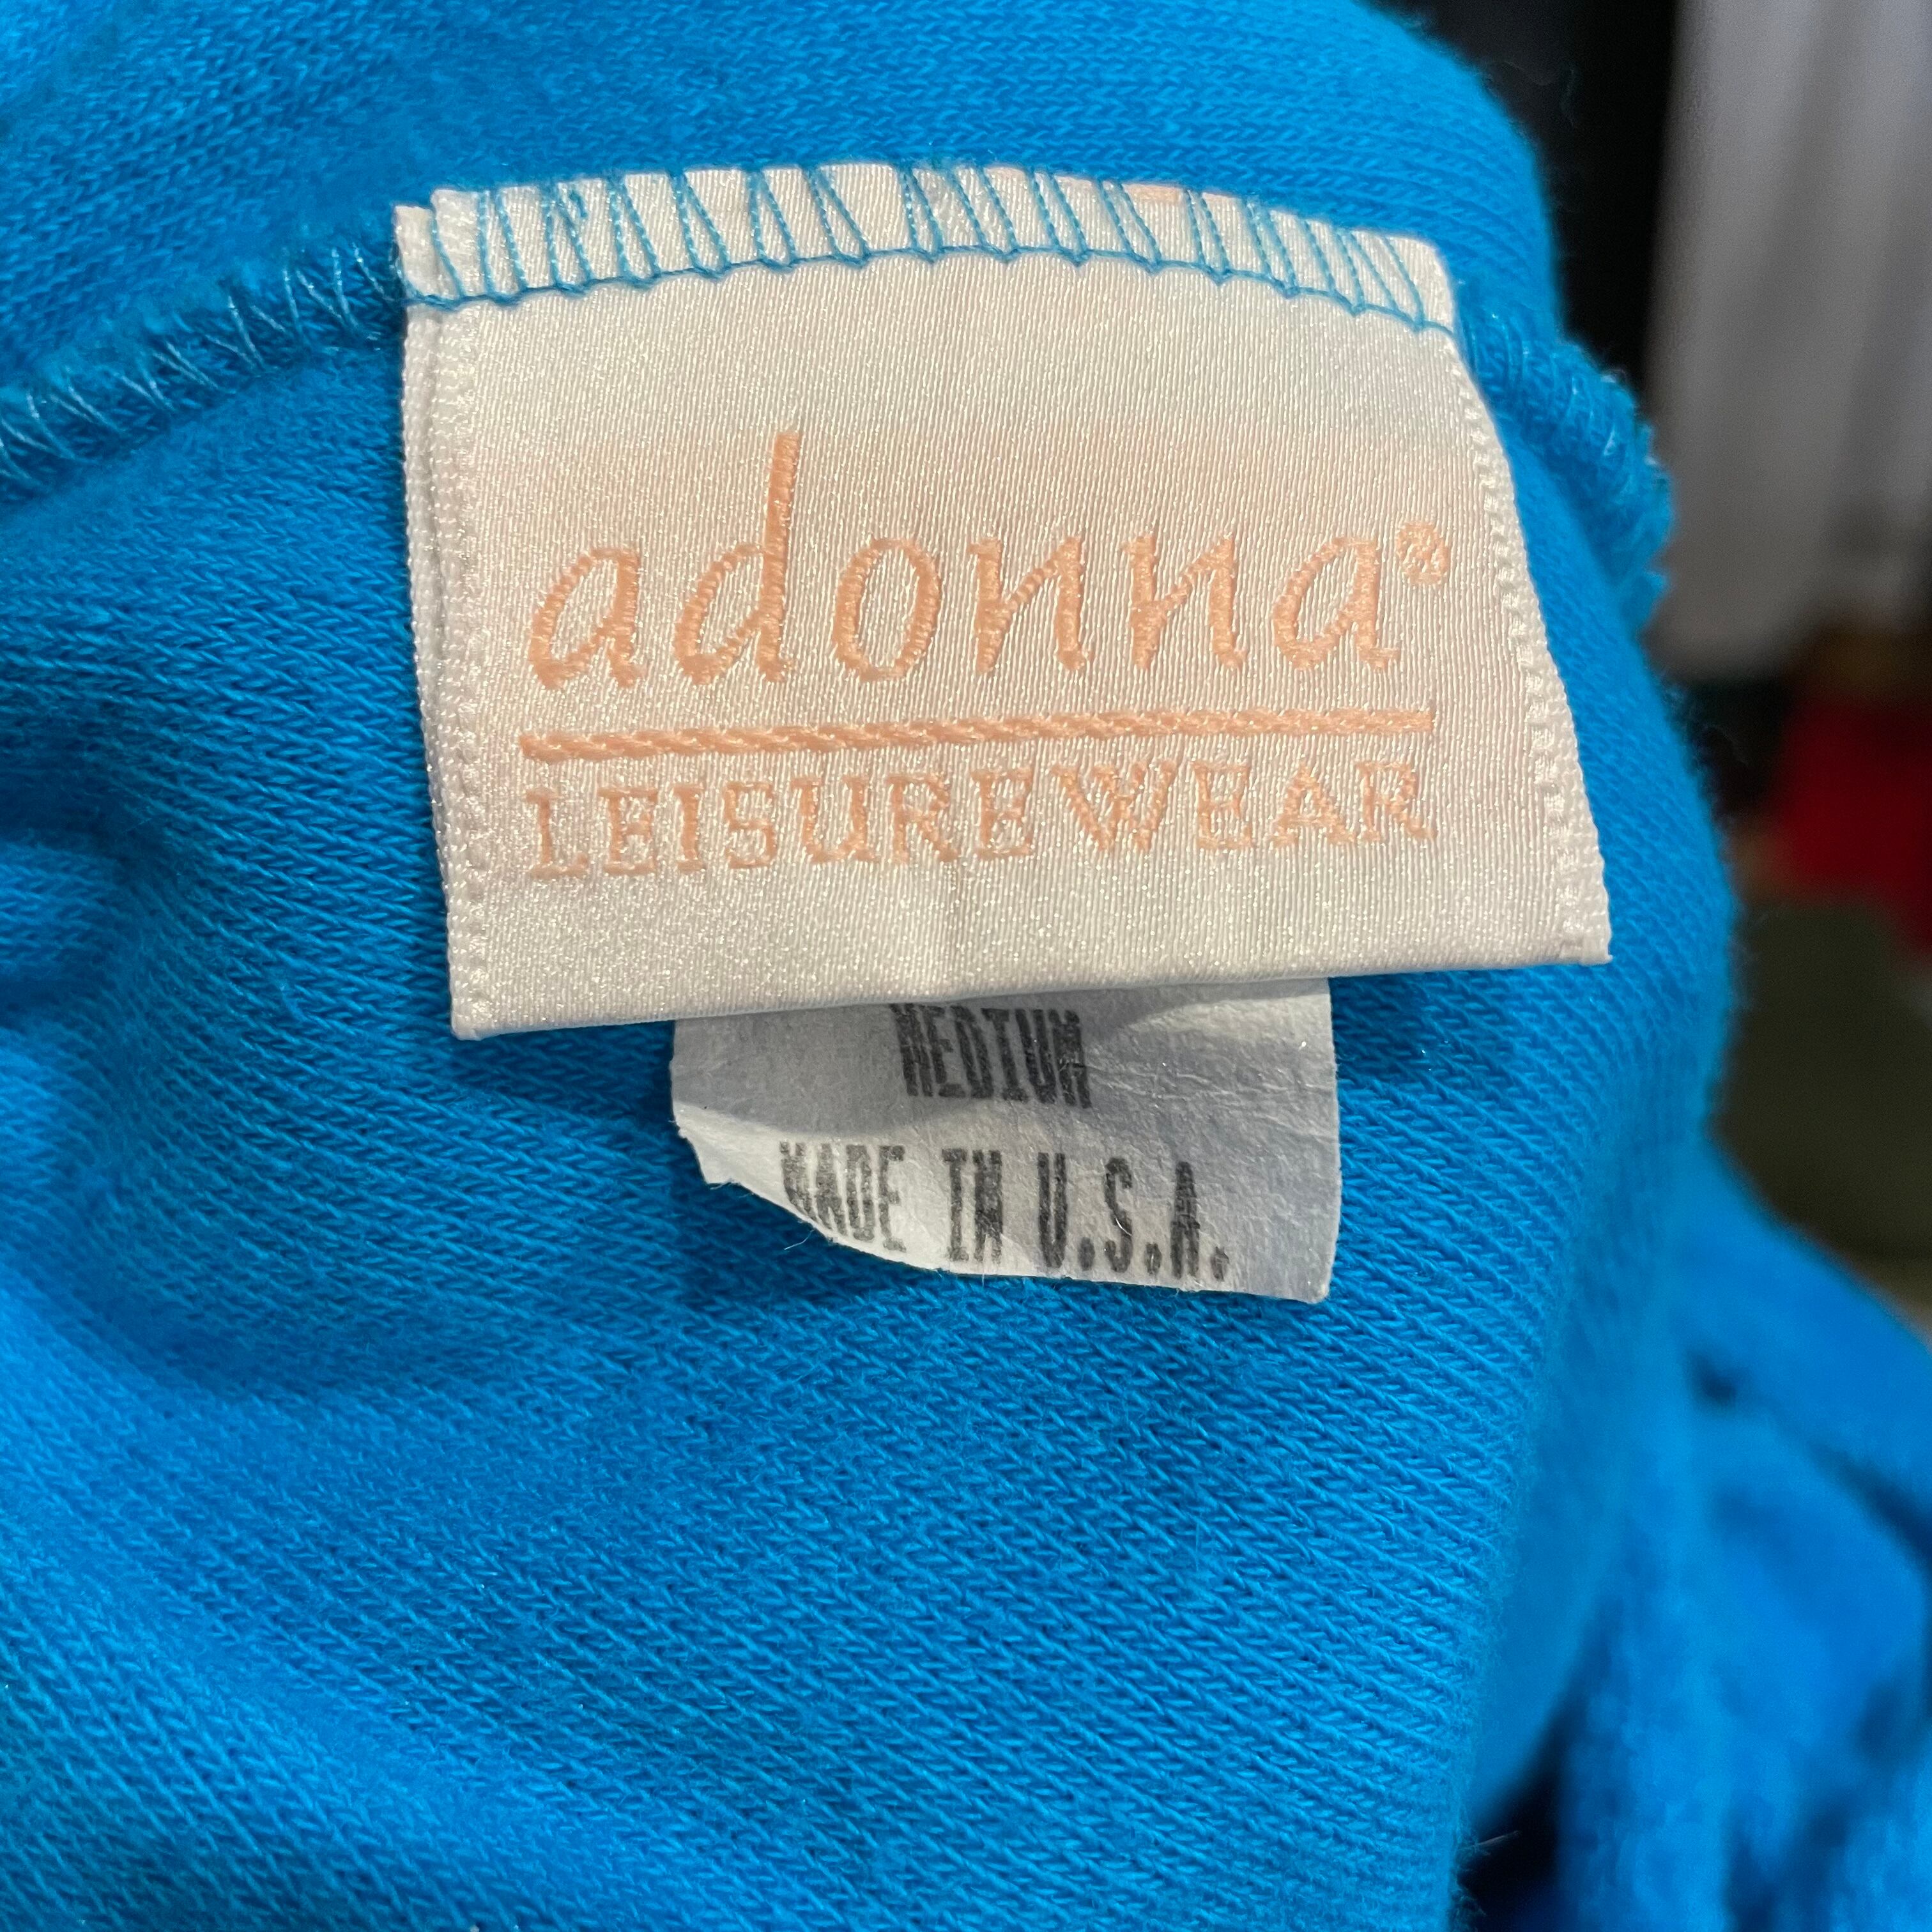 adonna®
LEISUREWEAR
MEDIUM
MADE IN U.S.A.